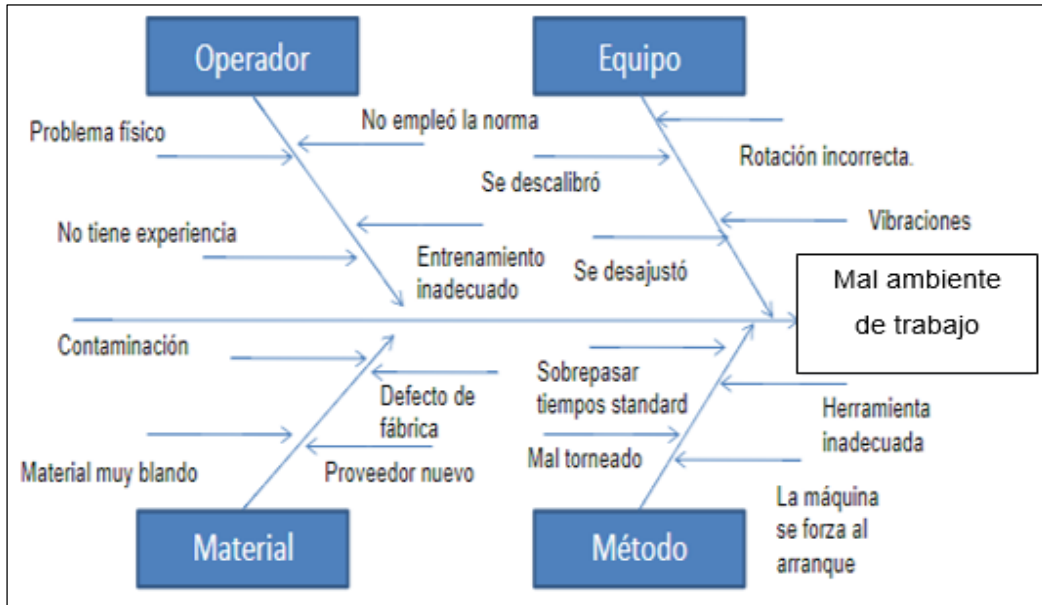 Operador
Equipo
Problema físico
No empleó la norma
Rotación incorrecta.
Se descalibró
No tiene experiencia
Vibraciones
Entrenamiento
inadecuado
Se desajustó
Mal ambiente
de trabajo
Contaminación
Sobrepasar
tiempos standard
Defecto de
fábrica
Herramienta
inadecuada
Mal torneado
Material muy blando
Proveedor nuevo
La máquina
se forza al
arranque
Material
Método